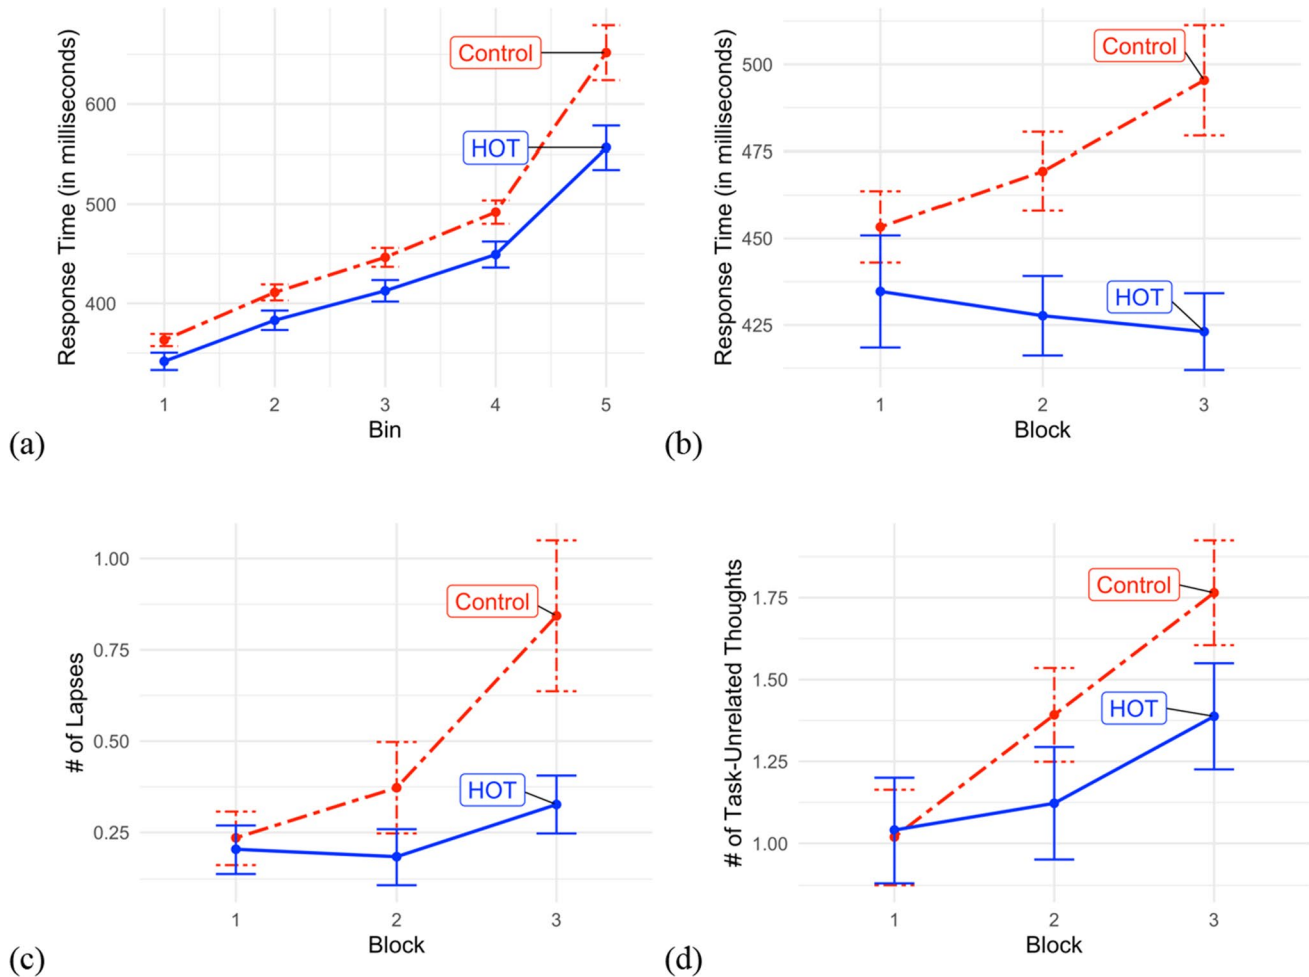 Response Time (in milliseconds)
600
500
400
Control
HOT
1 2 3 4 5
Bin
(a)
Response Time (in milliseconds)
500
475
450
425
Control
HOT
1 2 3
Block
(b)
# of Lapses
1.00
0.75
0.50
0.25
Control
HOT
1 2 3
Block
(c)
# of Task-Unrelated Thoughts
1.75
1.50
1.25
1.00
Control
HOT
1 2 3
Block
(d)